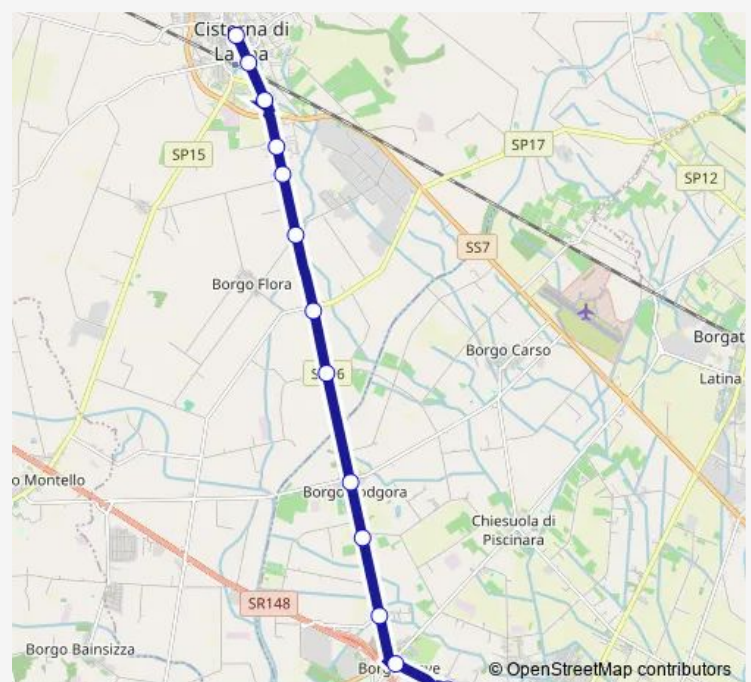 Cisterna di
SP15
SP17
SP12
SS7
Borgo Flora
Borgo Carso
Borgat
Latina
o Montello
Borgo
Chiesuola di
Piscinara
SR148
Borgo Bainsizza
© OpenStreetMap contributors